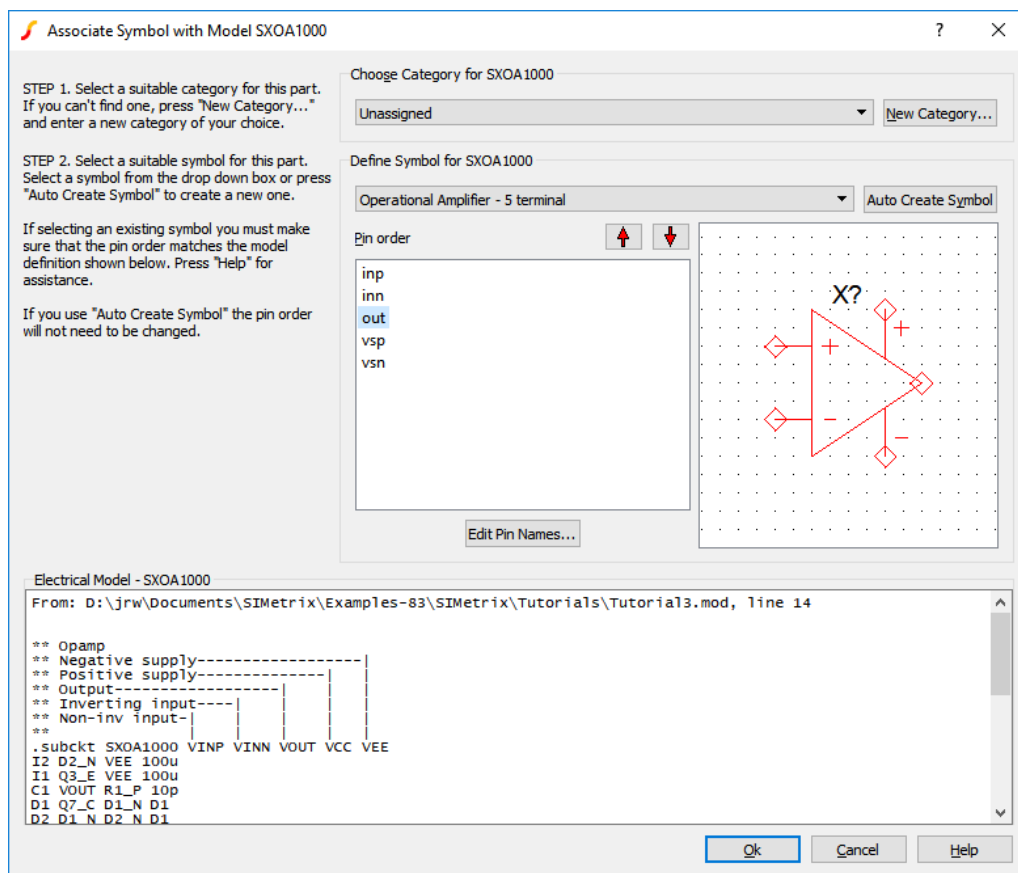 Associate Symbol with Model SXOA1000
?
STEP 1. Select a suitable category for this part.
If you can't find one, press "New Category..."
and enter a new category of your choice.
STEP 2. Select a suitable symbol for this part.
Select a symbol from the drop down box or press
"Auto Create Symbol" to create a new one.
If selecting an existing symbol you must make
sure that the pin order matches the model
definition shown below. Press "Help" for
assistance.
If you use "Auto Create Symbol" the pin order
will not need to be changed.
Choose Category for SXOA1000
Unassigned
New Category...
Define Symbol for SXOA1000
Operational Amplifier - 5 terminal
Auto Create Symbol
Pin order
inp
inn
out
vsp
vsn
Edit Pin Names...
X?
+
+
-
-
Electrical Model - SXOA1000
From: D:\jrw\Documents\SIMetrix\Examples-83\SIMetrix\Tutorials\Tutorial3.mod, line 14
** Opamp
** Negative supply------------------|
** Positive supply--------------|   |
** Output------------------|    |   |
** Inverting input----|    |    |   |
** Non-inv input-|    |    |    |   |
**               |    |    |    |   |
.subckt SXOA1000 VINP VINN VOUT VCC VEE
I2 D2_N VEE 100u
I1 Q3_E VEE 100u
C1 VOUT R1_P 10p
D1 Q7_C D1_N D1
D2 D1_N D2_N D1
Ok
Cancel
Help